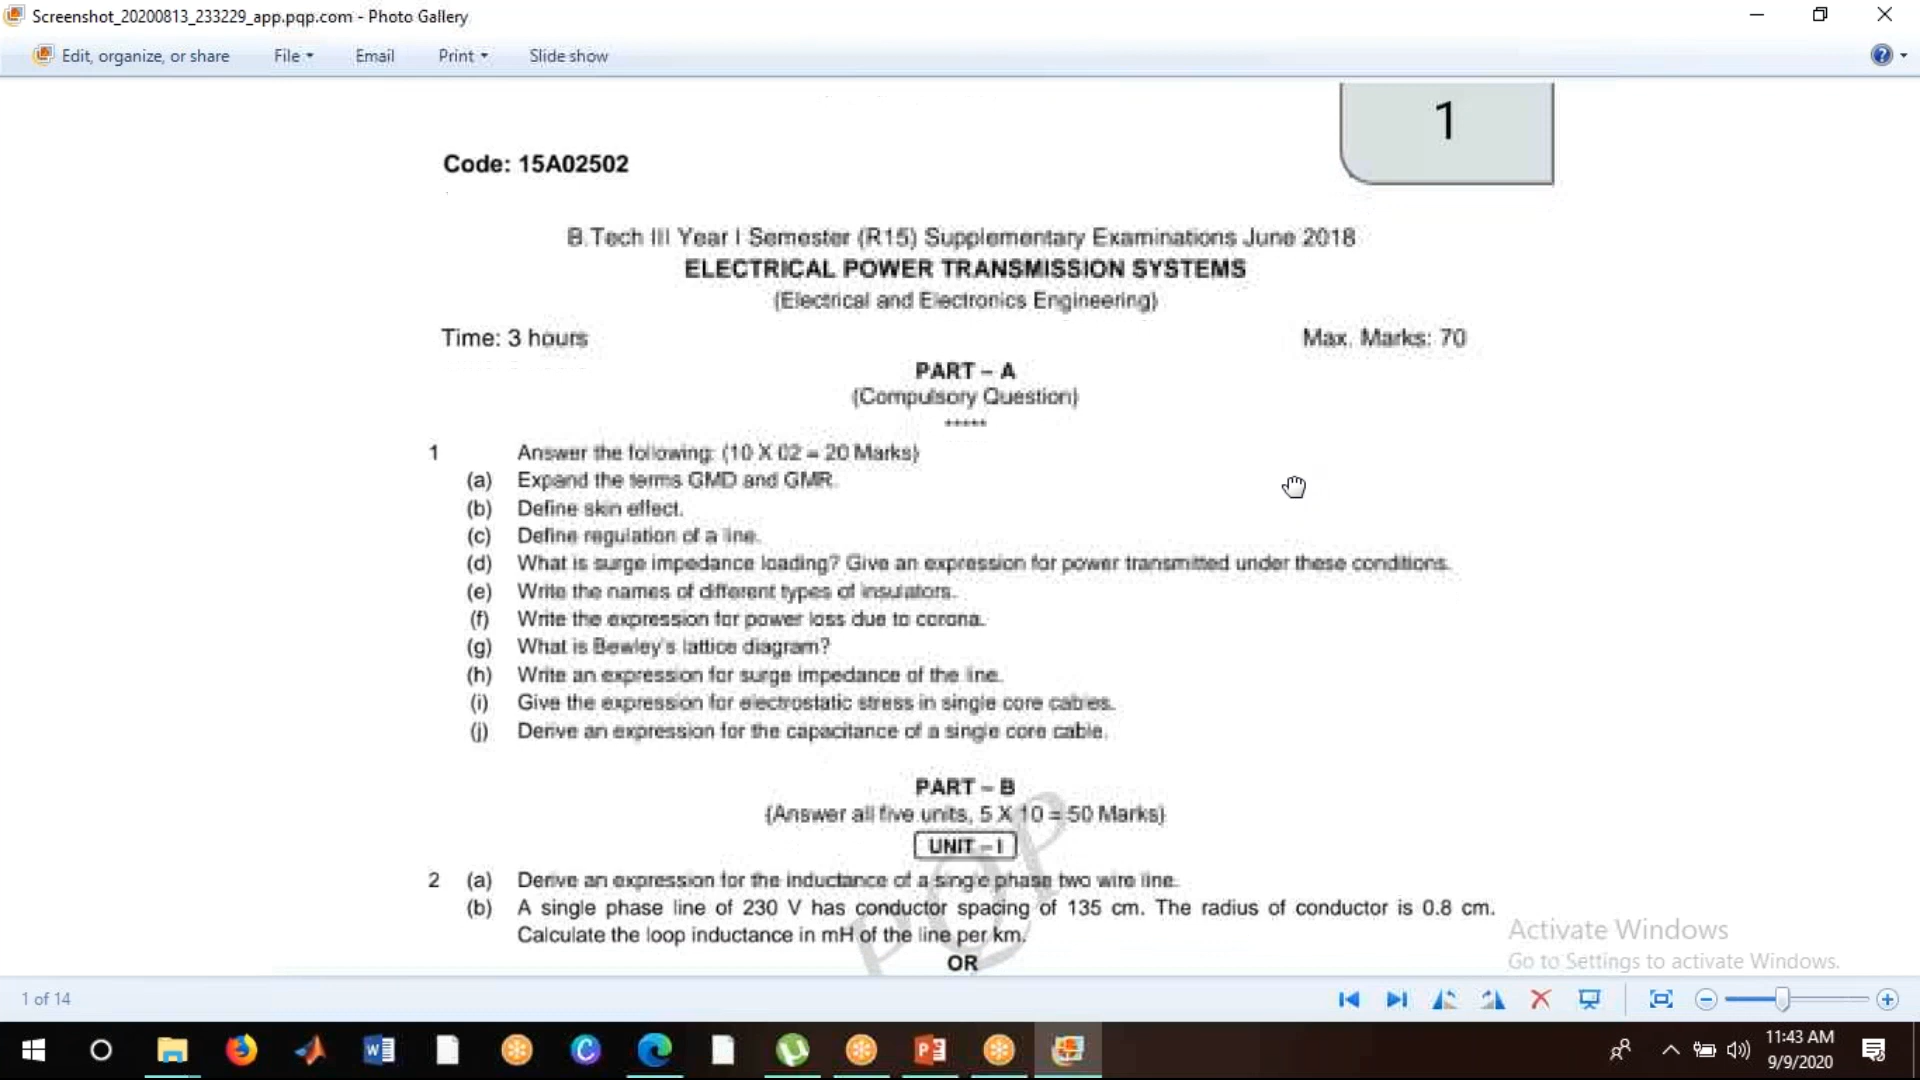 Screenshot_20200813_233229_app.pqp.com - Photo Gallery
Edit, organize, or share File Email Print Slide show
1
Code: 15A02502
B.Tech III Year I Semester (R15) Supplementary Examinations June 2018
ELECTRICAL POWER TRANSMISSION SYSTEMS
(Electrical and Electronics Engineering)
Time: 3 hours Max. Marks: 70
PART – A
(Compulsory Question)
*****
1 Answer the following: (10 X 02 = 20 Marks)
(a) Expand the terms GMD and GMR.
(b) Define skin effect.
(c) Define regulation of a line.
(d) What is surge impedance loading? Give an expression for power transmitted under these conditions.
(e) Write the names of different types of insulators.
(f) Write the expression for power loss due to corona.
(g) What is Bewley's lattice diagram?
(h) Write an expression for surge impedance of the line.
(i) Give the expression for electrostatic stress in single core cables.
(j) Derive an expression for the capacitance of a single core cable.
PART – B
(Answer all five units, 5 X 10 = 50 Marks)
UNIT – I
2 (a) Derive an expression for the inductance of a single phase two wire line.
(b) A single phase line of 230 V has conductor spacing of 135 cm. The radius of conductor is 0.8 cm.
Calculate the loop inductance in mH of the line per km.
OR
PQP
Activate Windows
Go to Settings to activate Windows.
1 of 14
11:43 AM
9/9/2020